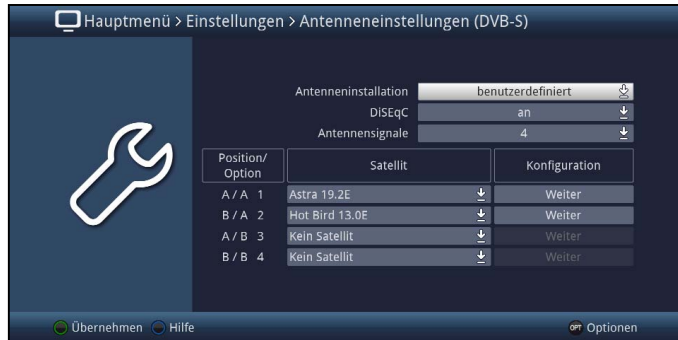 Hauptmenü > Einstellungen > Antenneneinstellungen (DVB-S)
Antenneninstallation benutzerdefiniert
DiSEqC an
Antennensignale 4
Position/
Option Satellit Konfiguration
A / A 1 Astra 19.2E Weiter
B / A 2 Hot Bird 13.0E Weiter
A / B 3 Kein Satellit Weiter
B / B 4 Kein Satellit Weiter
Übernehmen Hilfe OPT Optionen